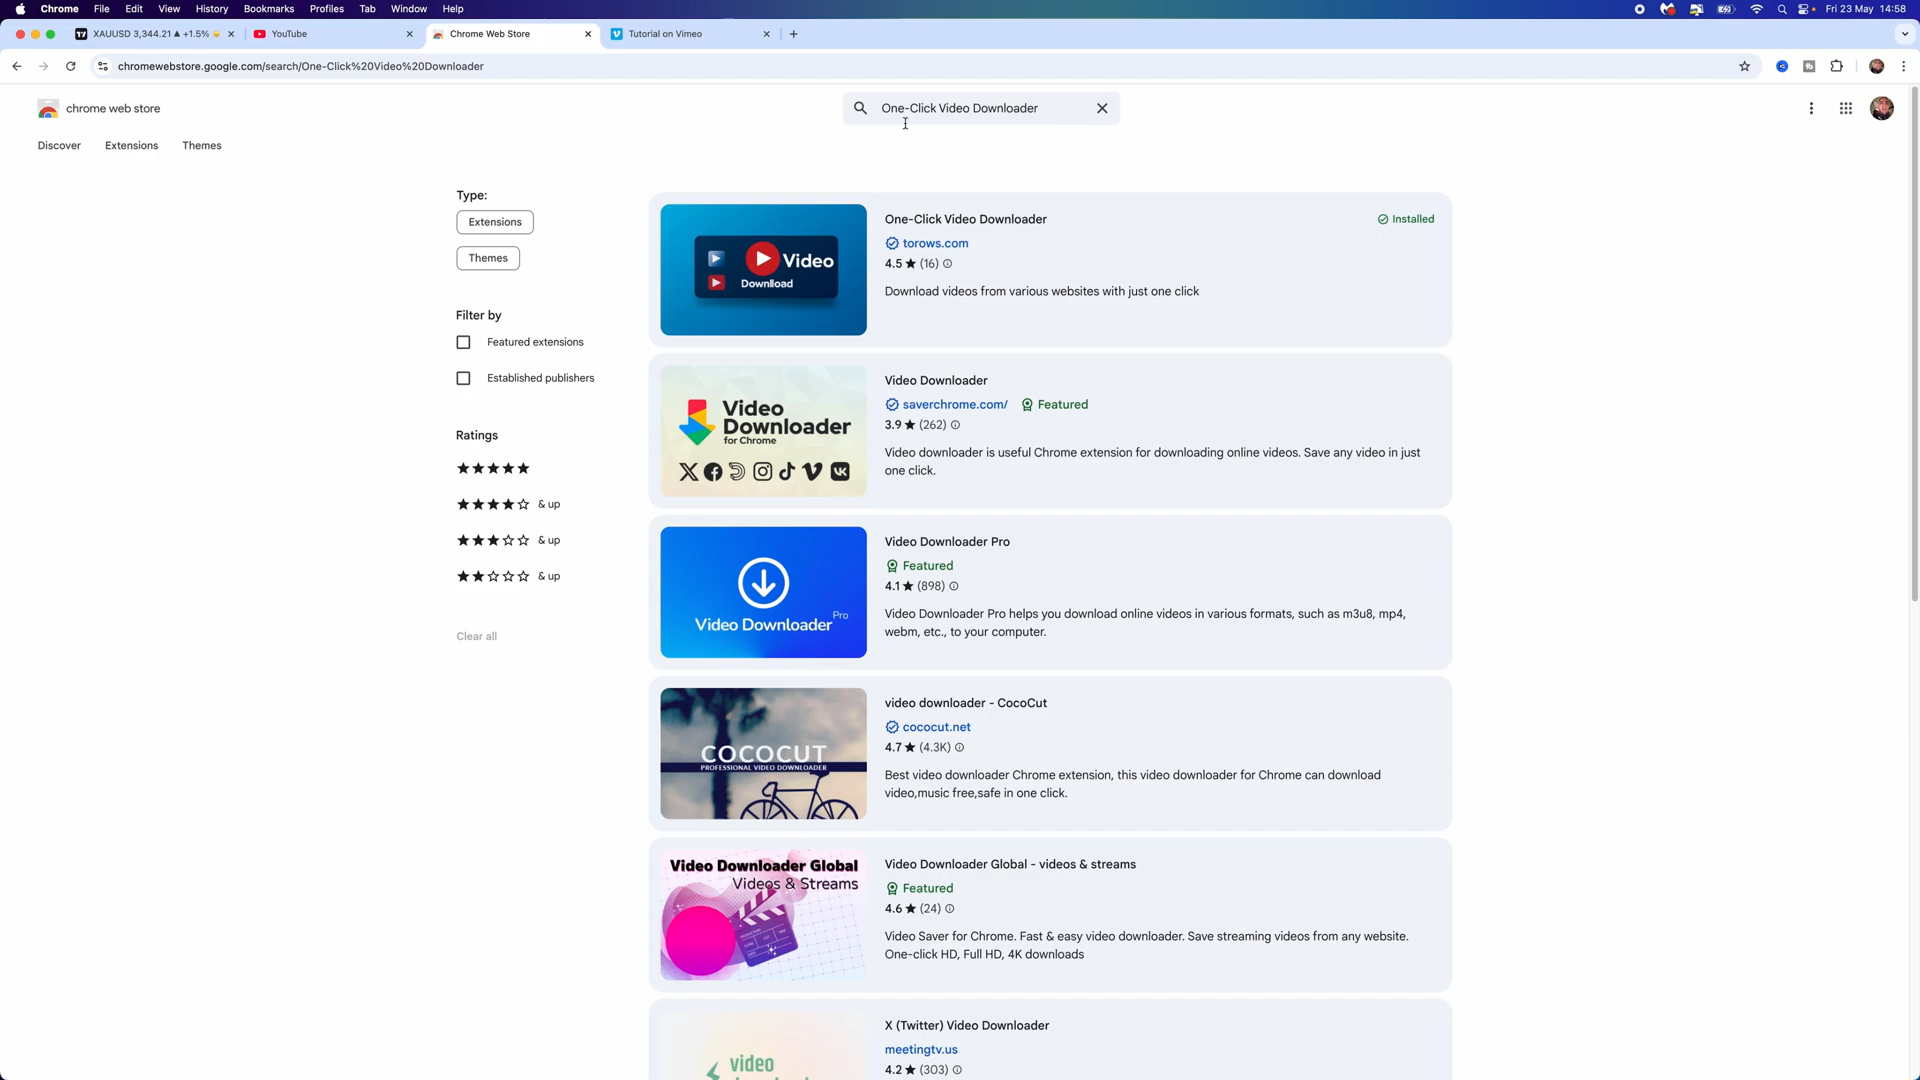 Chrome File Edit View History Bookmarks Profiles Tab Window Help Fri 23 May 14:58
XAUUSD 3,344.21 ▲ +1.5% YouTube Chrome Web Store Tutorial on Vimeo
chromewebstore.google.com/search/One-Click%20Video%20Downloader
chrome web store One-Click Video Downloader
Discover Extensions Themes
Type:
Extensions
Themes
Filter by
Featured extensions
Established publishers
Ratings
& up
& up
& up
Clear all
Video
Downlload
One-Click Video Downloader Installed
torows.com
4.5 ★ (16)
Download videos from various websites with just one click
Video
Downloader
for Chrome
Video Downloader
saverchrome.com/ Featured
3.9 ★ (262)
Video downloader is useful Chrome extension for downloading online videos. Save any video in just
one click.
Video Downloader Pro
Video Downloader Pro
Featured
4.1 ★ (898)
Video Downloader Pro helps you download online videos in various formats, such as m3u8, mp4,
webm, etc., to your computer.
COCOCUT
PROFESSIONAL VIDEO DOWNLOADER
video downloader - CocoCut
cococut.net
4.7 ★ (4.3K)
Best video downloader Chrome extension, this video downloader for Chrome can download
video,music free,safe in one click.
Video Downloader Global
Videos & Streams
Video Downloader Global - videos & streams
Featured
4.6 ★ (24)
Video Saver for Chrome. Fast & easy video downloader. Save streaming videos from any website.
One-click HD, Full HD, 4K downloads
video
X (Twitter) Video Downloader
meetingtv.us
4.2 ★ (303)